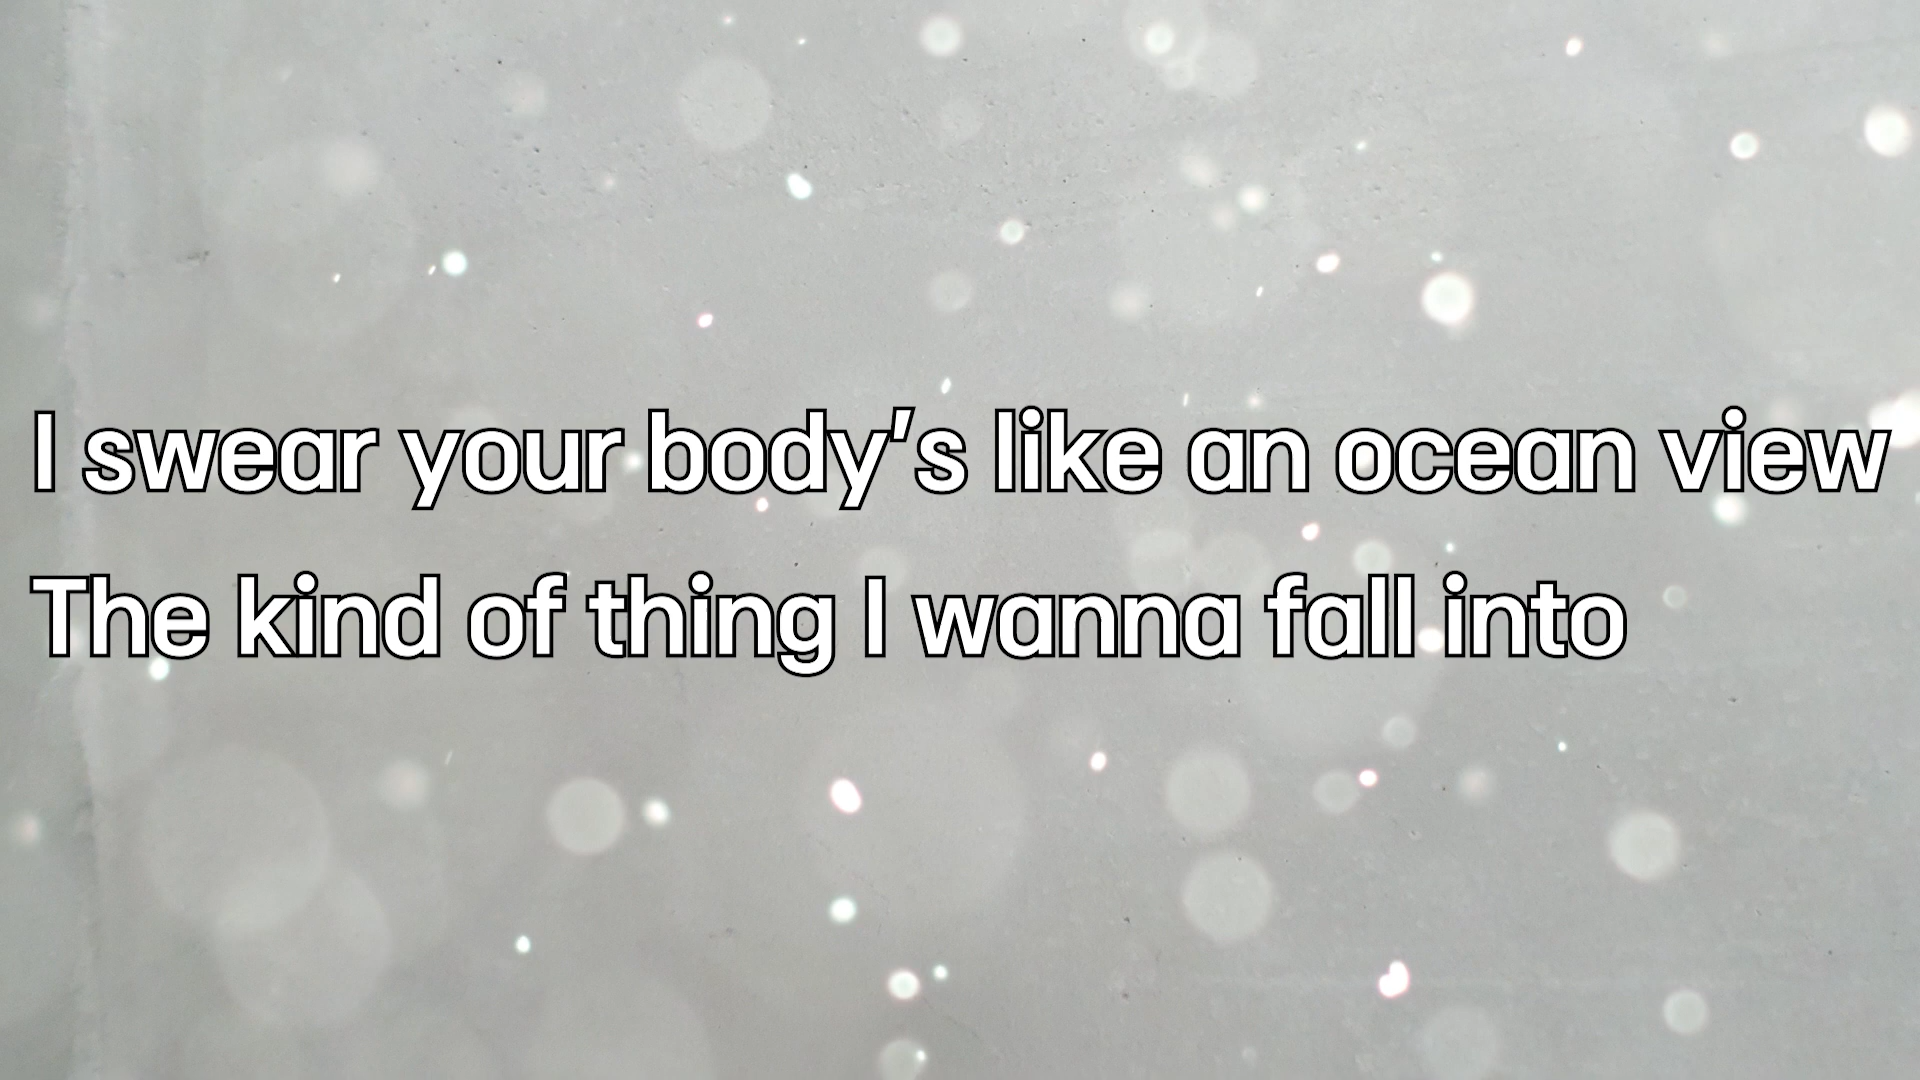 I swear your body’s like an ocean view
The kind of thing I wanna fall into